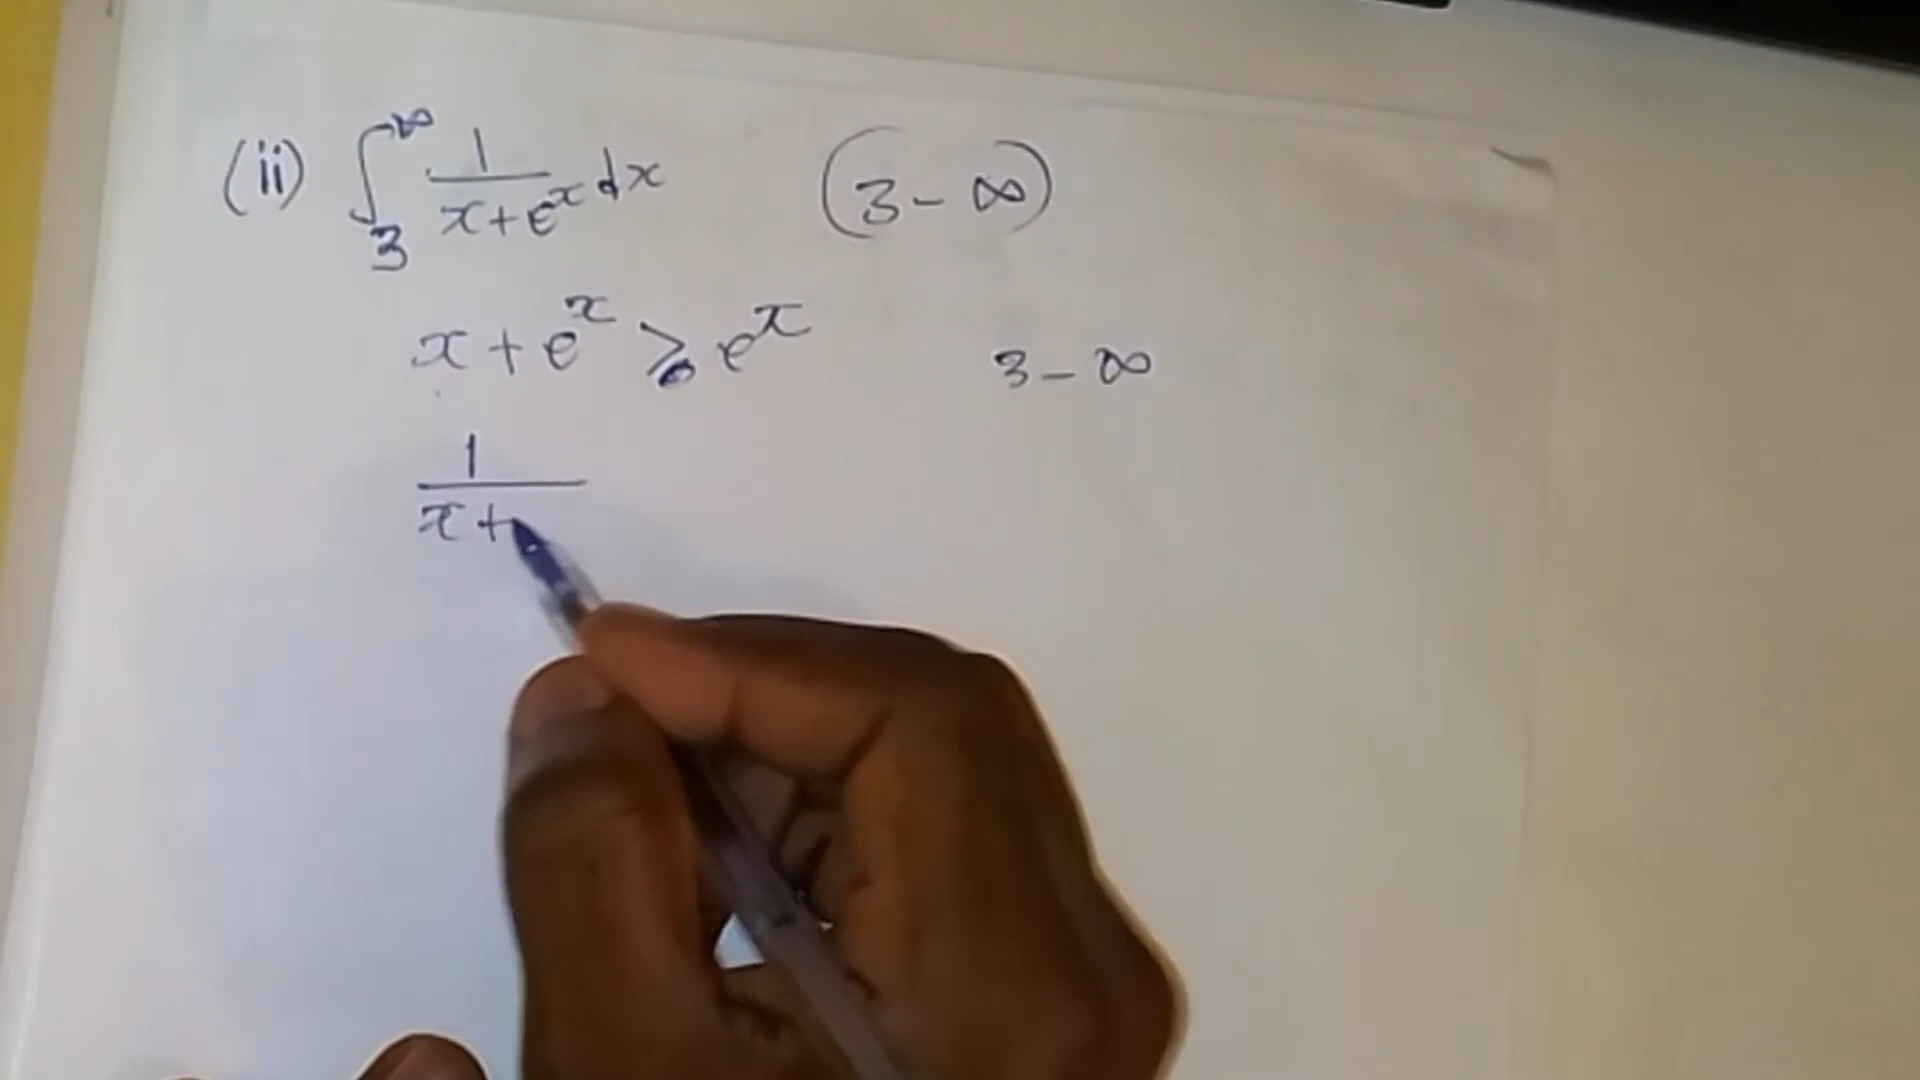 (ii) ∫₃^∞ 1/(x+e^x) dx (3 - ∞)
x + e^x ⩾ e^x 3 - ∞
1/(x+